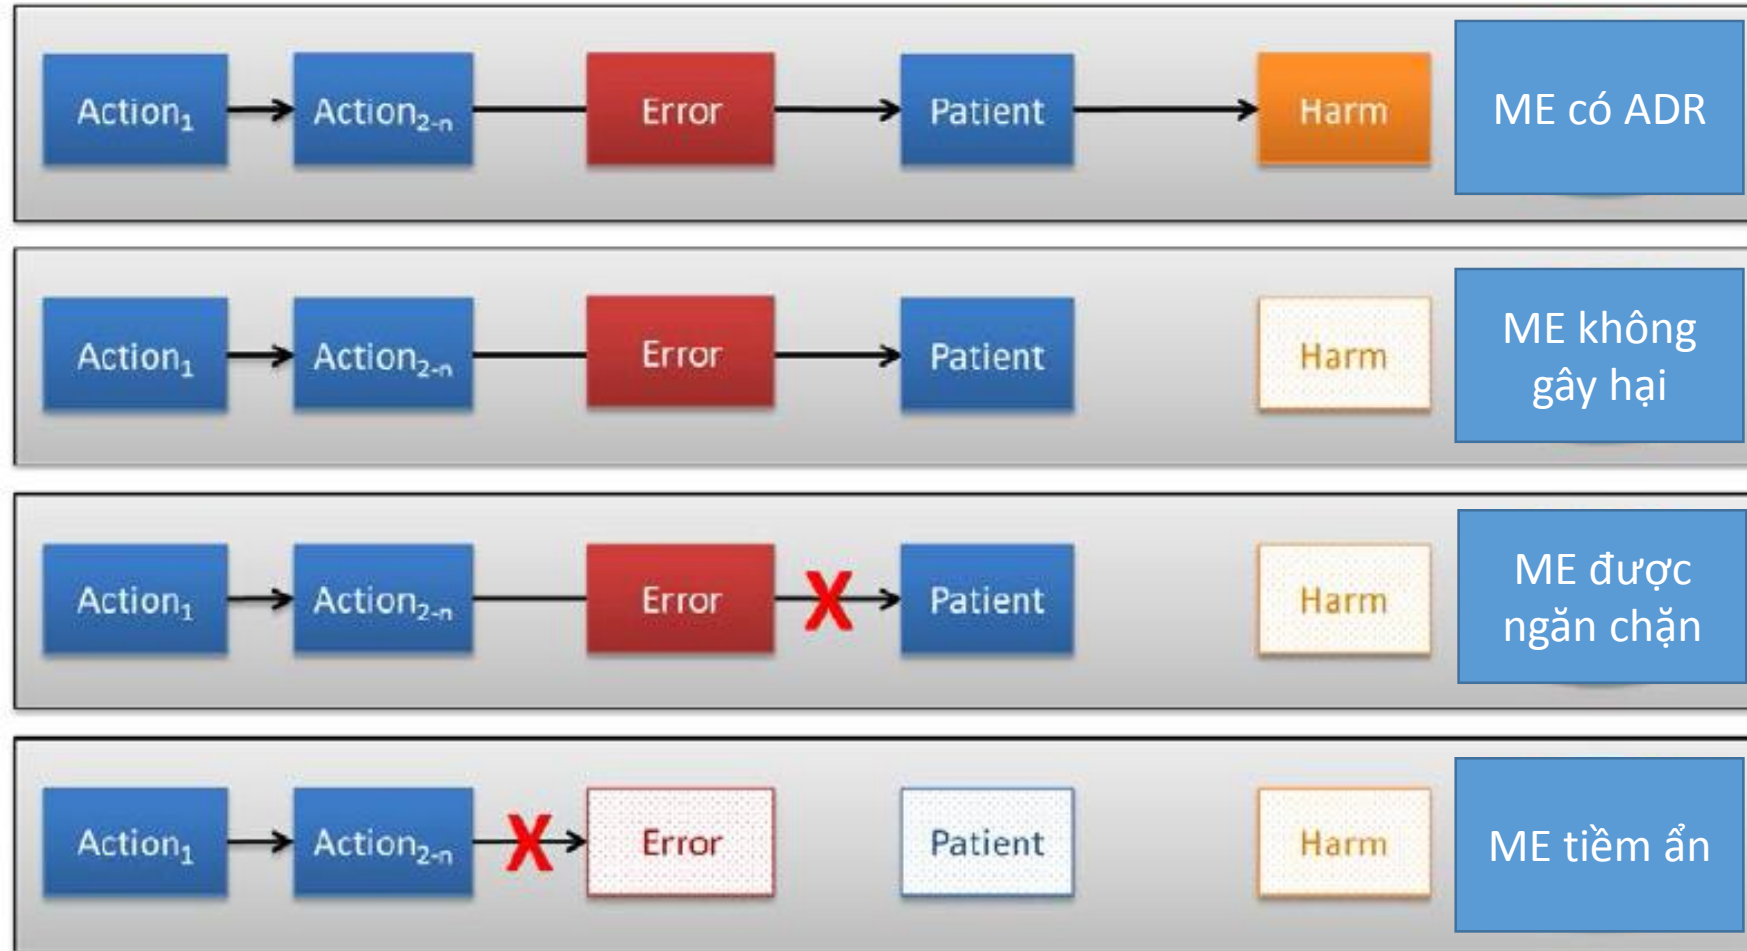 Action₁ Action₂₋ₙ Error Patient Harm ME có ADR
Action₁ Action₂₋ₙ Error Patient Harm ME không
gây hại
Action₁ Action₂₋ₙ Error X Patient Harm ME được
ngăn chặn
Action₁ Action₂₋ₙ X Error Patient Harm ME tiềm ẩn